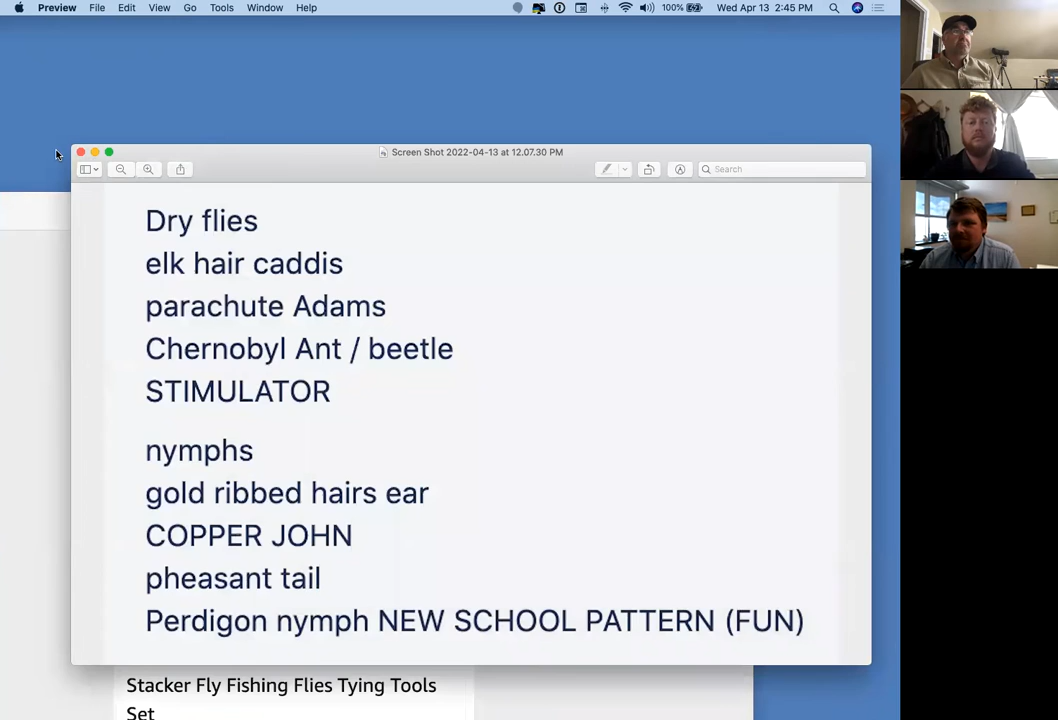 Preview File Edit View Go Tools Window Help 100% Wed Apr 13 2:45 PM
Screen Shot 2022-04-13 at 12.07.30 PM
Search
Dry flies
elk hair caddis
parachute Adams
Chernobyl Ant / beetle
STIMULATOR
nymphs
gold ribbed hairs ear
COPPER JOHN
pheasant tail
Perdigon nymph NEW SCHOOL PATTERN (FUN)
Stacker Fly Fishing Flies Tying Tools
Set